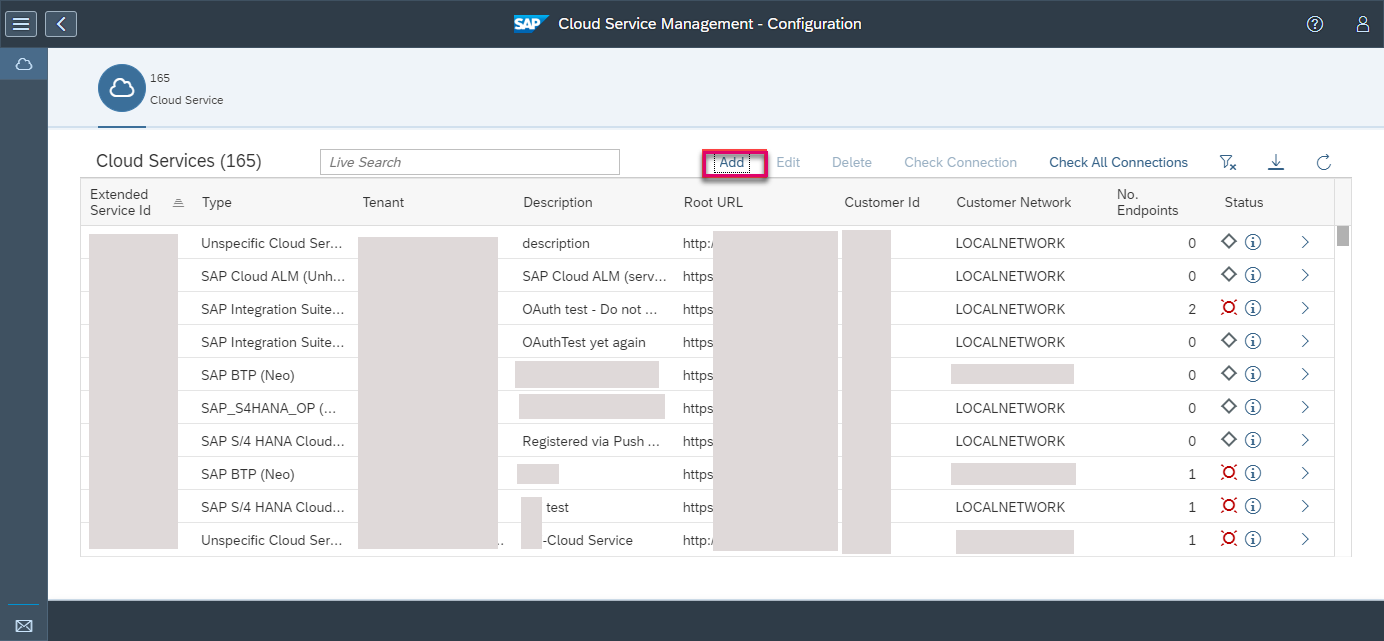 SAP Cloud Service Management - Configuration
165
Cloud Service
Cloud Services (165) Live Search Add Edit Delete Check Connection Check All Connections
Extended Service Id Type Tenant Description Root URL Customer Id Customer Network No. Endpoints Status
Unspecific Cloud Ser... description http:/ LOCALNETWORK 0
SAP Cloud ALM (Unh... SAP Cloud ALM (serv... https LOCALNETWORK 0
SAP Integration Suite... OAuth test - Do not ... https LOCALNETWORK 2
SAP Integration Suite... OAuthTest yet again https LOCALNETWORK 0
SAP BTP (Neo) https 0
SAP_S4HANA_OP (... https LOCALNETWORK 0
SAP S/4 HANA Cloud... Registered via Push ... https LOCALNETWORK 0
SAP BTP (Neo) https 1
SAP S/4 HANA Cloud... test https LOCALNETWORK 1
Unspecific Cloud Ser... -Cloud Service http:/ 1